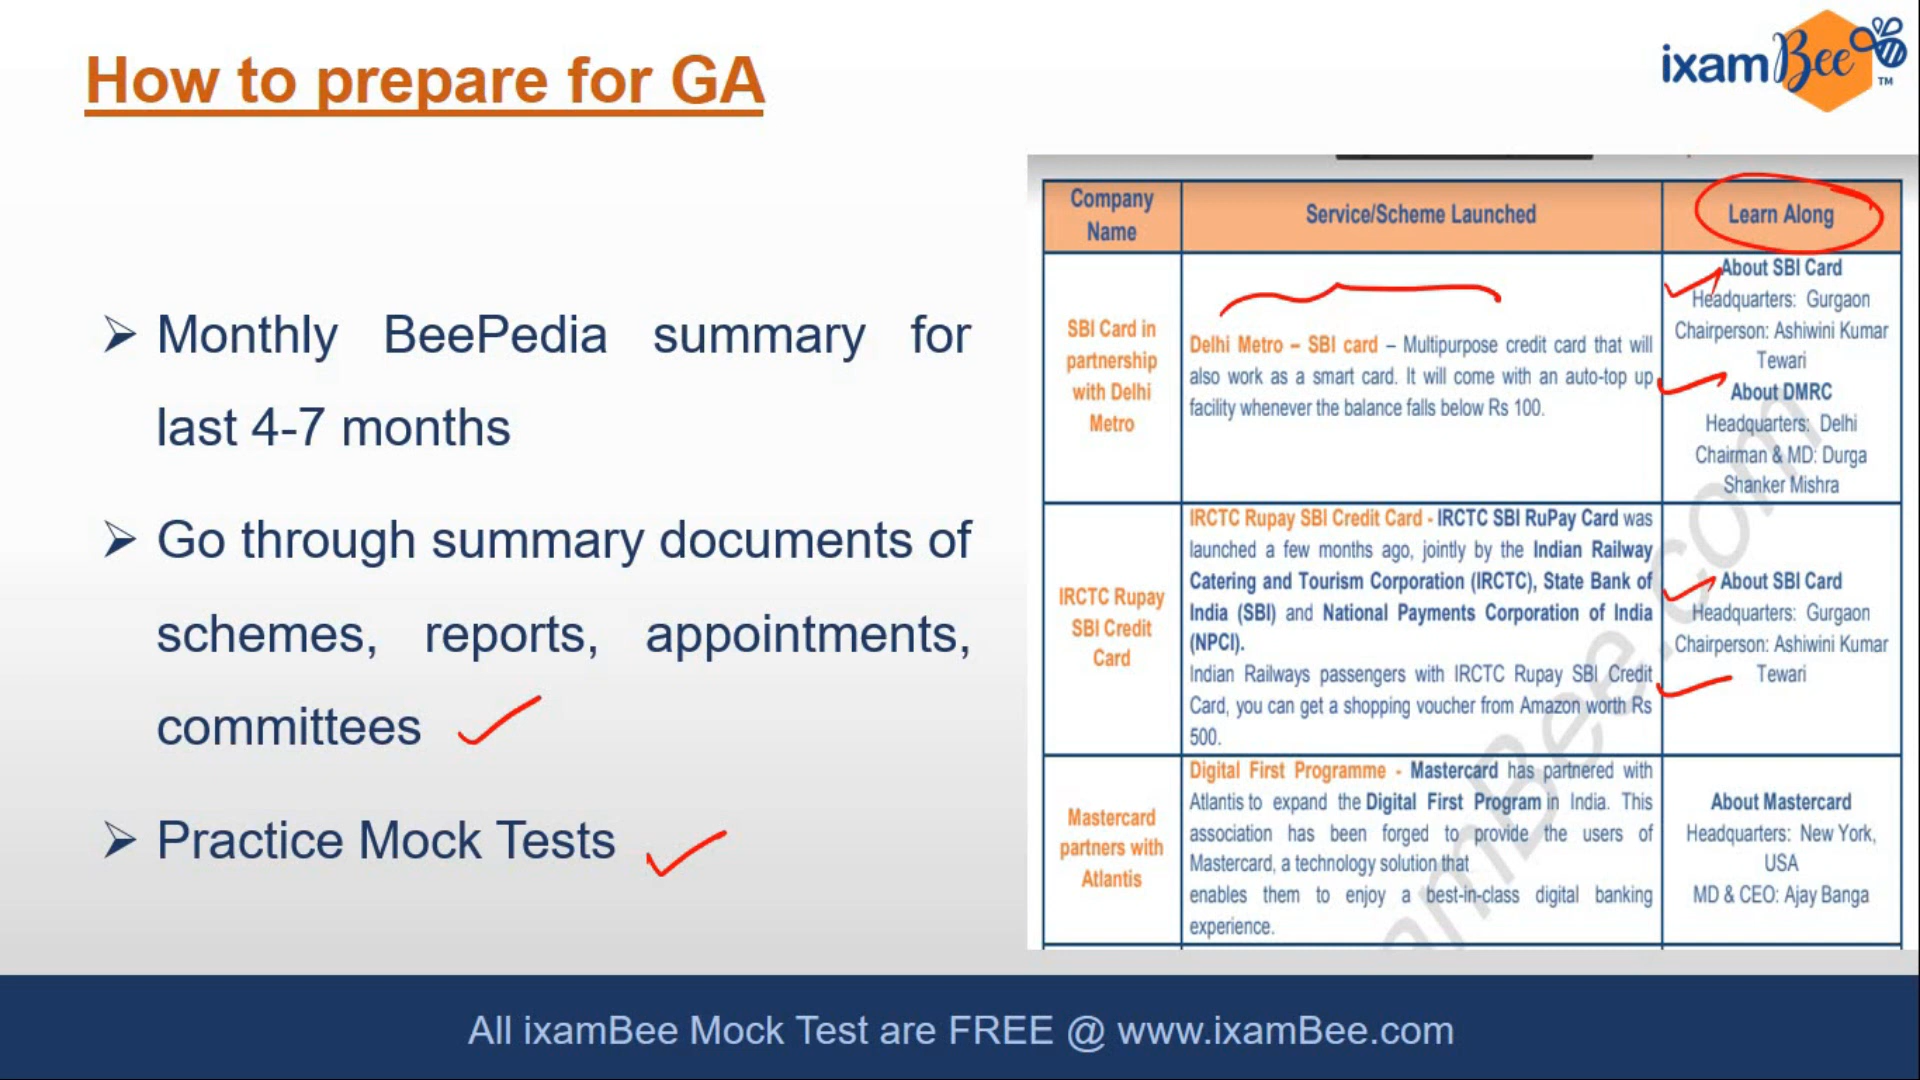 How to prepare for GA
ixamBee
TM
Monthly BeePedia summary for
last 4-7 months
Go through summary documents of
schemes, reports, appointments,
committees
Practice Mock Tests
Company
Name
Service/Scheme Launched
Learn Along
SBI Card in
partnership
with Delhi
Metro
Delhi Metro – SBI card – Multipurpose credit card that will
also work as a smart card. It will come with an auto-top up
facility whenever the balance falls below Rs 100.
About SBI Card
Headquarters: Gurgaon
Chairperson: Ashiwini Kumar
Tewari
About DMRC
Headquarters: Delhi
Chairman & MD: Durga
Shanker Mishra
IRCTC Rupay
SBI Credit
Card
IRCTC Rupay SBI Credit Card - IRCTC SBI RuPay Card was
launched a few months ago, jointly by the Indian Railway
Catering and Tourism Corporation (IRCTC), State Bank of
India (SBI) and National Payments Corporation of India
(NPCI).
Indian Railways passengers with IRCTC Rupay SBI Credit
Card, you can get a shopping voucher from Amazon worth Rs
500.
About SBI Card
Headquarters: Gurgaon
Chairperson: Ashiwini Kumar
Tewari
Mastercard
partners with
Atlantis
Digital First Programme - Mastercard has partnered with
Atlantis to expand the Digital First Program in India. This
association has been forged to provide the users of
Mastercard, a technology solution that
enables them to enjoy a best-in-class digital banking
experience.
About Mastercard
Headquarters: New York,
USA
MD & CEO: Ajay Banga
All ixamBee Mock Test are FREE @ www.ixamBee.com